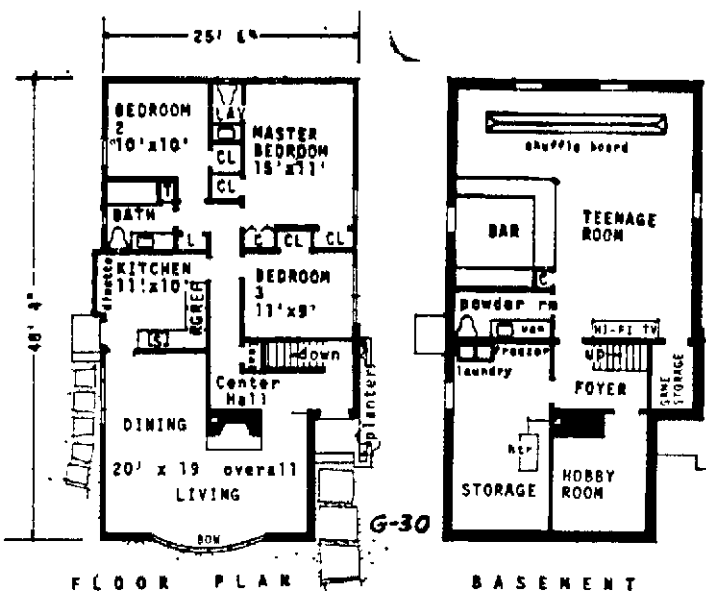 25' 6"
BEDROOM
2
10'x10'
LAV
MASTER
BEDROOM
15'x11'
CL
CL
T
BATH
L
C
CL
CL
KITCHEN
11'x10'
dinette
REF
R
S
BEDROOM
3
11'x9'
down
Center
Hall
planter
DINING
20' x 19 overall
LIVING
BOW
48' 4"
G-30
FLOOR PLAN
shuffle board
TEENAGE
ROOM
BAR
C
powder rm
van
HI-FI TV
freezer
laundry
up
FOYER
GAME
STORAGE
htr
STORAGE
HOBBY
ROOM
BASEMENT